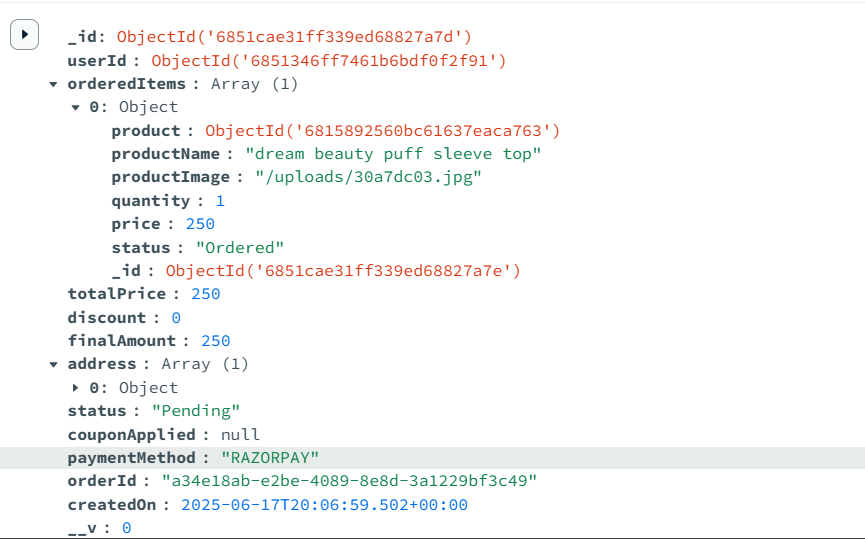 _id: ObjectId('6851cae31ff339ed68827a7d')
userId : ObjectId('6851346ff7461b6bdf0f2f91')
orderedItems : Array (1)
0: Object
product : ObjectId('6815892560bc61637eaca763')
productName : "dream beauty puff sleeve top"
productImage : "/uploads/30a7dc03.jpg"
quantity : 1
price : 250
status : "Ordered"
_id : ObjectId('6851cae31ff339ed68827a7e')
totalPrice : 250
discount : 0
finalAmount : 250
address : Array (1)
0: Object
status : "Pending"
couponApplied : null
paymentMethod : "RAZORPAY"
orderId : "a34e18ab-e2be-4089-8e8d-3a1229bf3c49"
createdOn : 2025-06-17T20:06:59.502+00:00
__v : 0